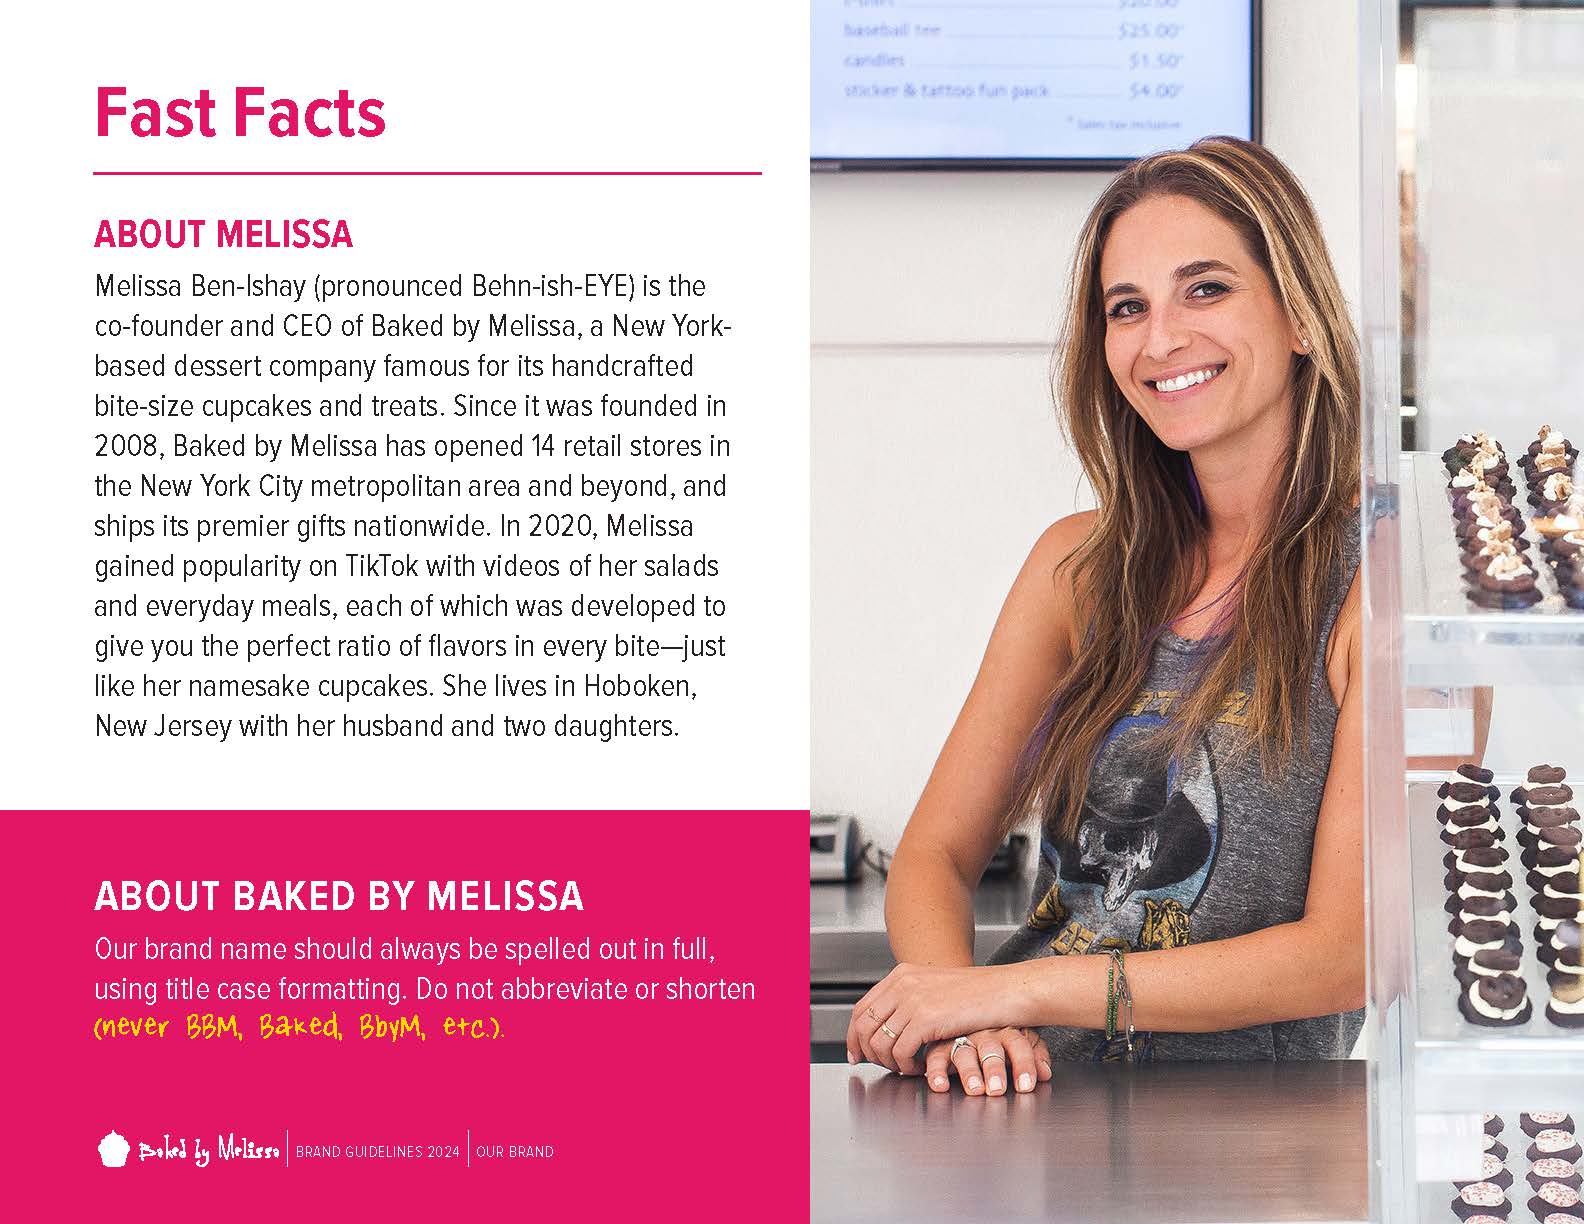 Fast Facts
ABOUT MELISSA
Melissa Ben-Ishay (pronounced Behn-ish-EYE) is the
co-founder and CEO of Baked by Melissa, a New York-
based dessert company famous for its handcrafted
bite-size cupcakes and treats. Since it was founded in
2008, Baked by Melissa has opened 14 retail stores in
the New York City metropolitan area and beyond, and
ships its premier gifts nationwide. In 2020, Melissa
gained popularity on TikTok with videos of her salads
and everyday meals, each of which was developed to
give you the perfect ratio of flavors in every bite—just
like her namesake cupcakes. She lives in Hoboken,
New Jersey with her husband and two daughters.
ABOUT BAKED BY MELISSA
Our brand name should always be spelled out in full,
using title case formatting. Do not abbreviate or shorten
(never BBM, Baked, BbyM, etc.).
Baked by Melissa | BRAND GUIDELINES 2024 | OUR BRAND
baseball tee $25.00*
candles $1.50*
sticker & tattoo fun pack $4.00*
* Sales tax inclusive